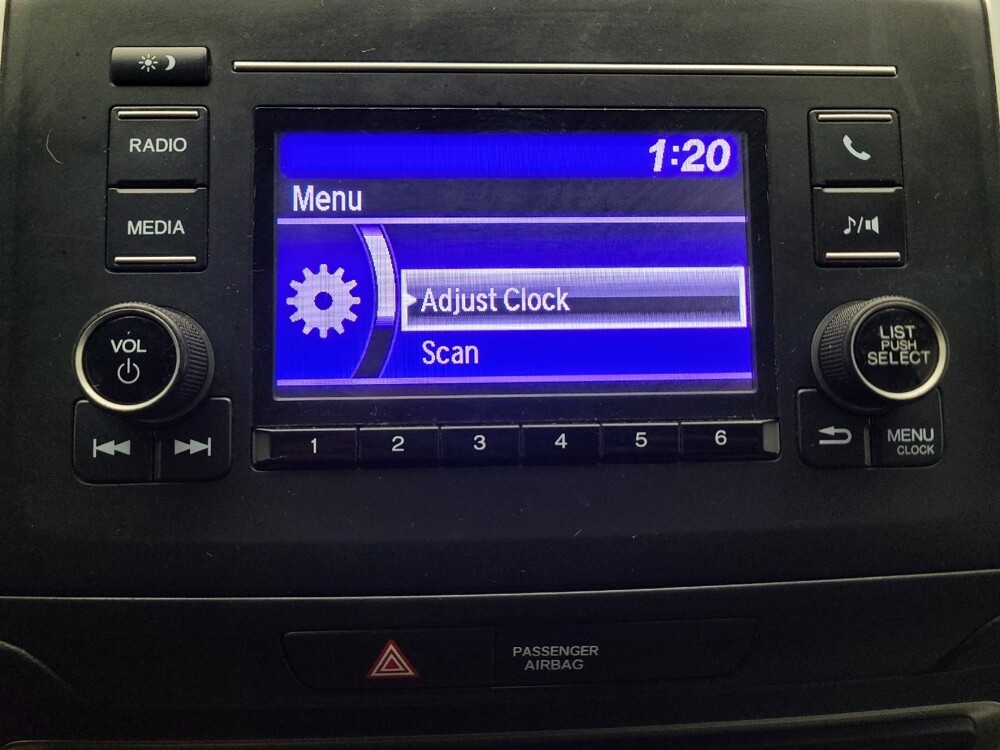 RADIO
MEDIA
VOL
1:20
Menu
Adjust Clock
Scan
LIST
PUSH
SELECT
1 2 3 4 5 6
MENU
CLOCK
PASSENGER
AIRBAG